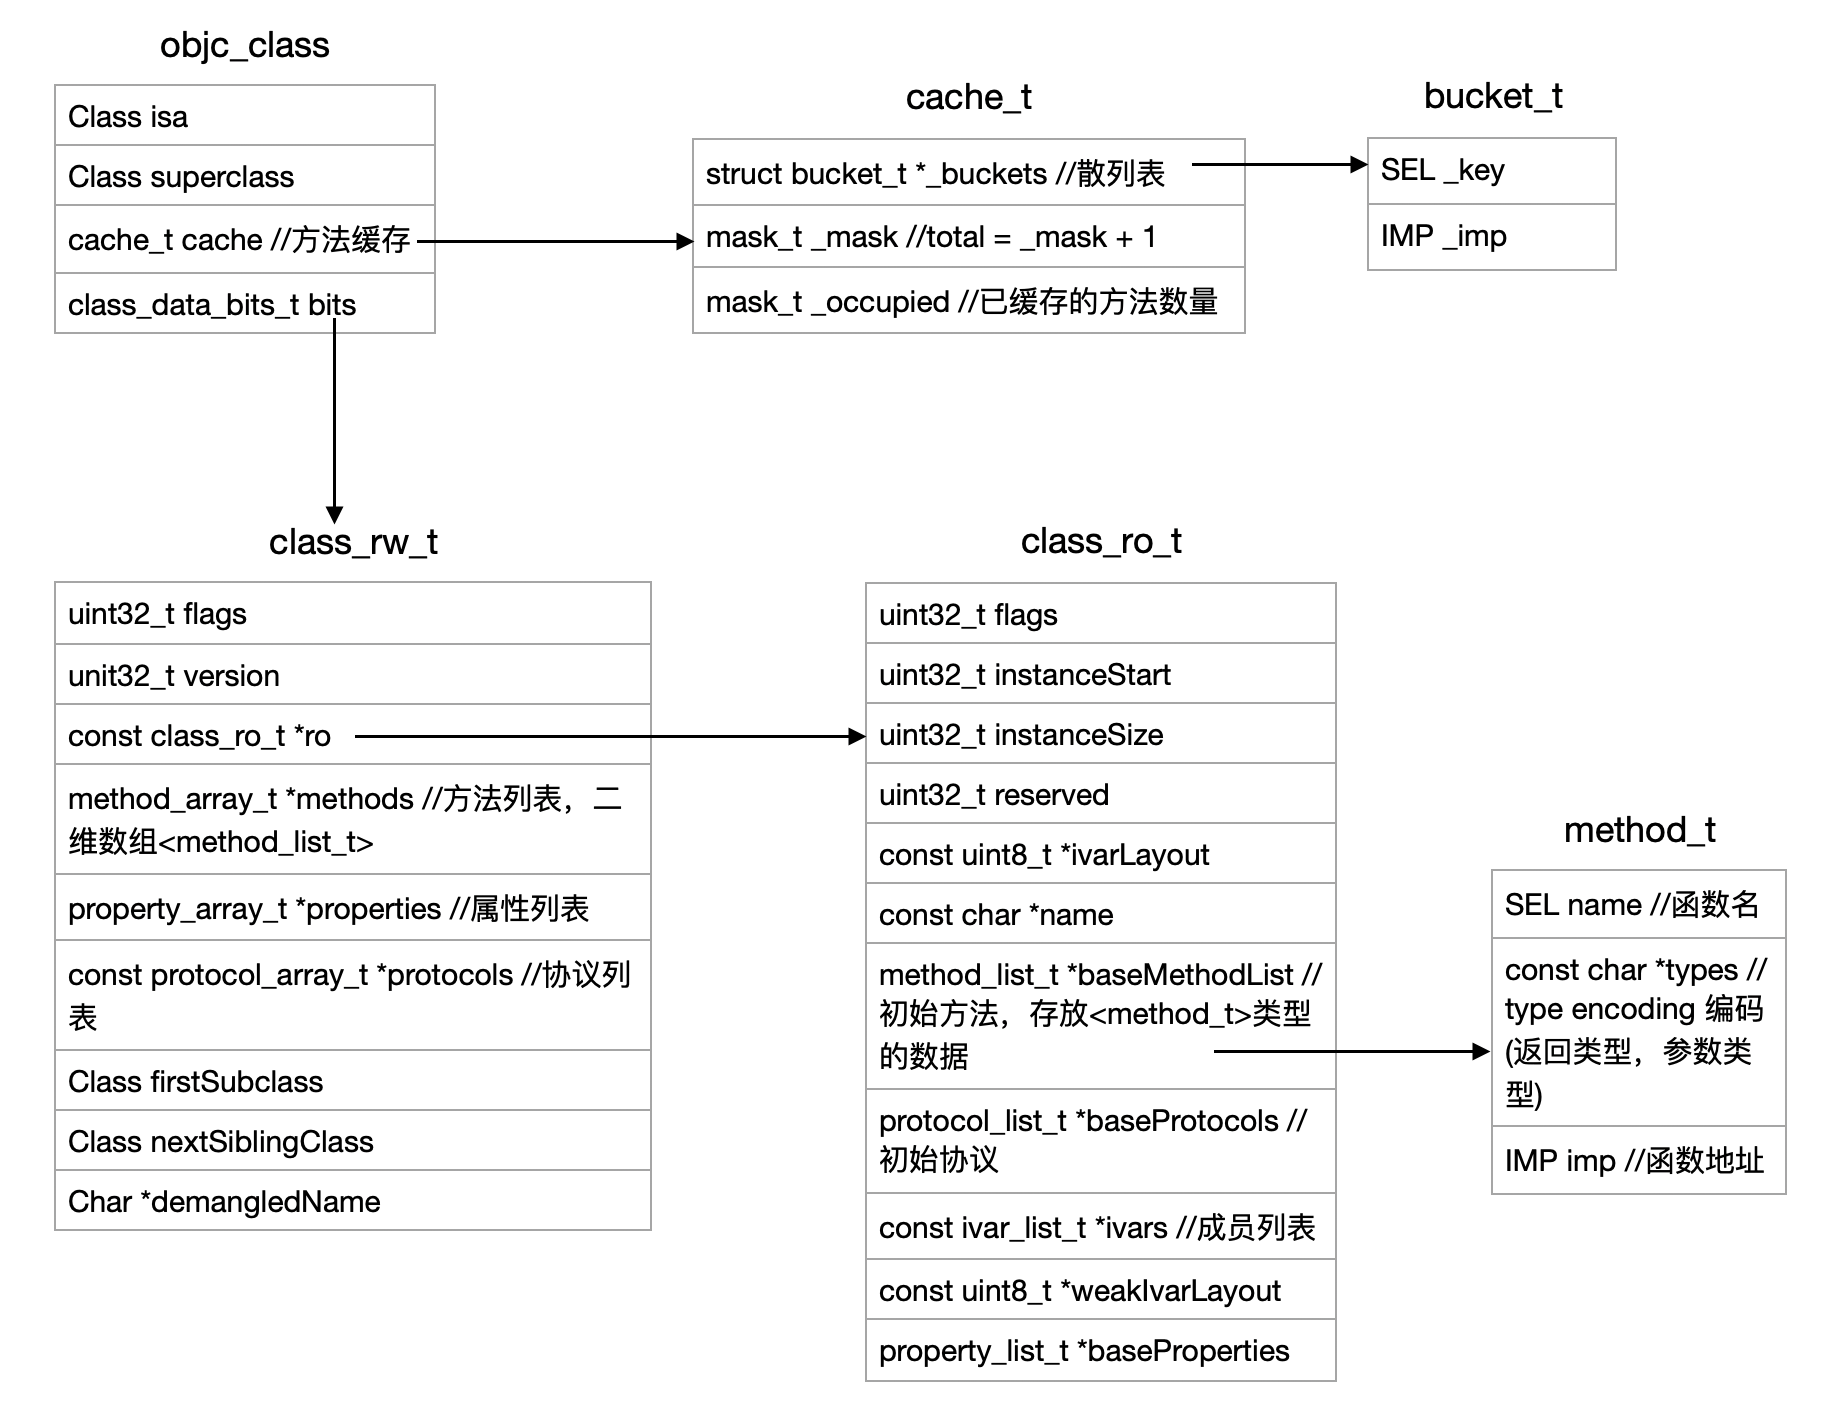 objc_class
Class isa
Class superclass
cache_t cache //方法缓存
class_data_bits_t bits
cache_t
struct bucket_t *_buckets //散列表
mask_t _mask //total = _mask + 1
mask_t _occupied //已缓存的方法数量
bucket_t
SEL _key
IMP _imp
class_rw_t
uint32_t flags
unit32_t version
const class_ro_t *ro
method_array_t *methods //方法列表，二
维数组<method_list_t>
property_array_t *properties //属性列表
const protocol_array_t *protocols //协议列
表
Class firstSubclass
Class nextSiblingClass
Char *demangledName
class_ro_t
uint32_t flags
uint32_t instanceStart
uint32_t instanceSize
uint32_t reserved
const uint8_t *ivarLayout
const char *name
method_list_t *baseMethodList //
初始方法，存放<method_t>类型
的数据
protocol_list_t *baseProtocols //
初始协议
const ivar_list_t *ivars //成员列表
const uint8_t *weakIvarLayout
property_list_t *baseProperties
method_t
SEL name //函数名
const char *types //
type encoding 编码
(返回类型，参数类
型)
IMP imp //函数地址